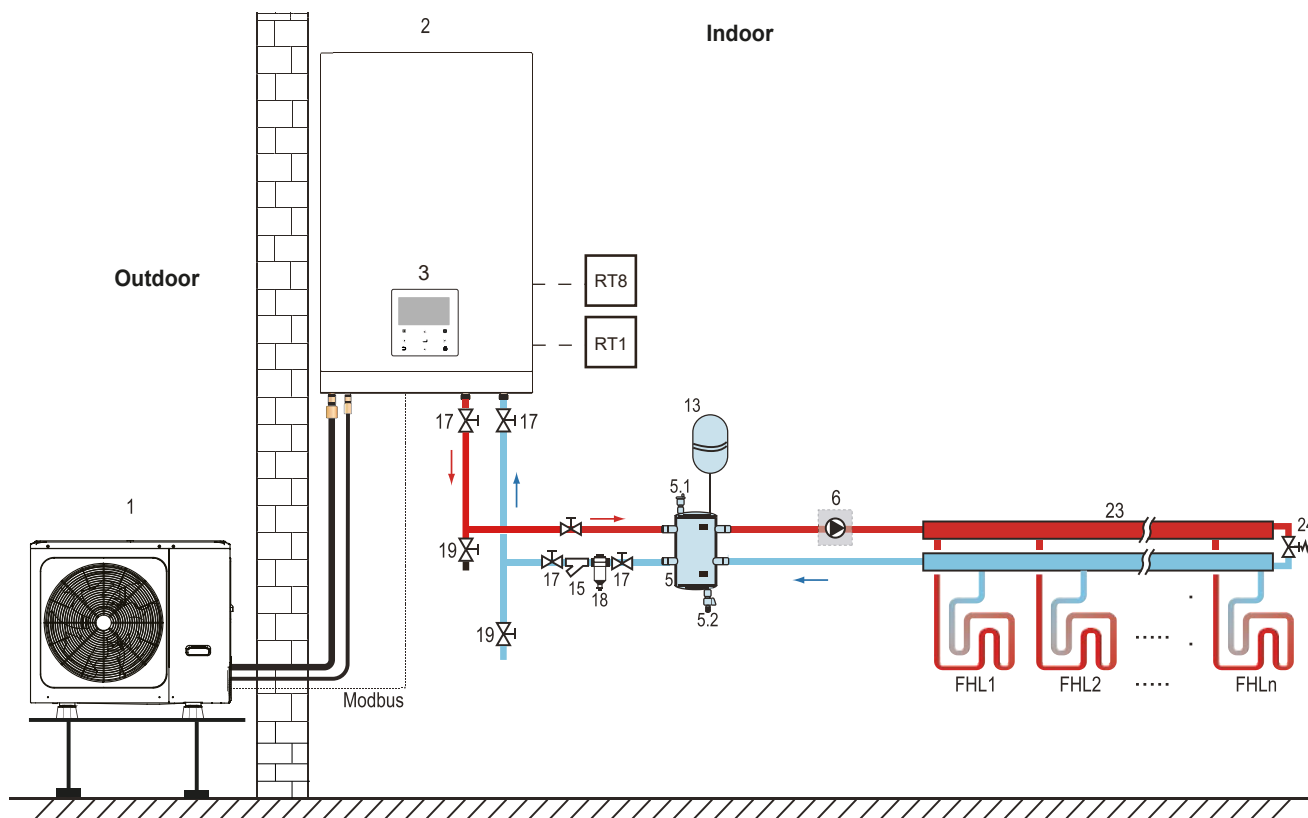 2
Indoor
Outdoor
3
RT8
RT1
17
17
13
1
5.1
6
23
24
19
17
15
18
17
5
5.2
19
Modbus
FHL1
FHL2
.....
FHLn